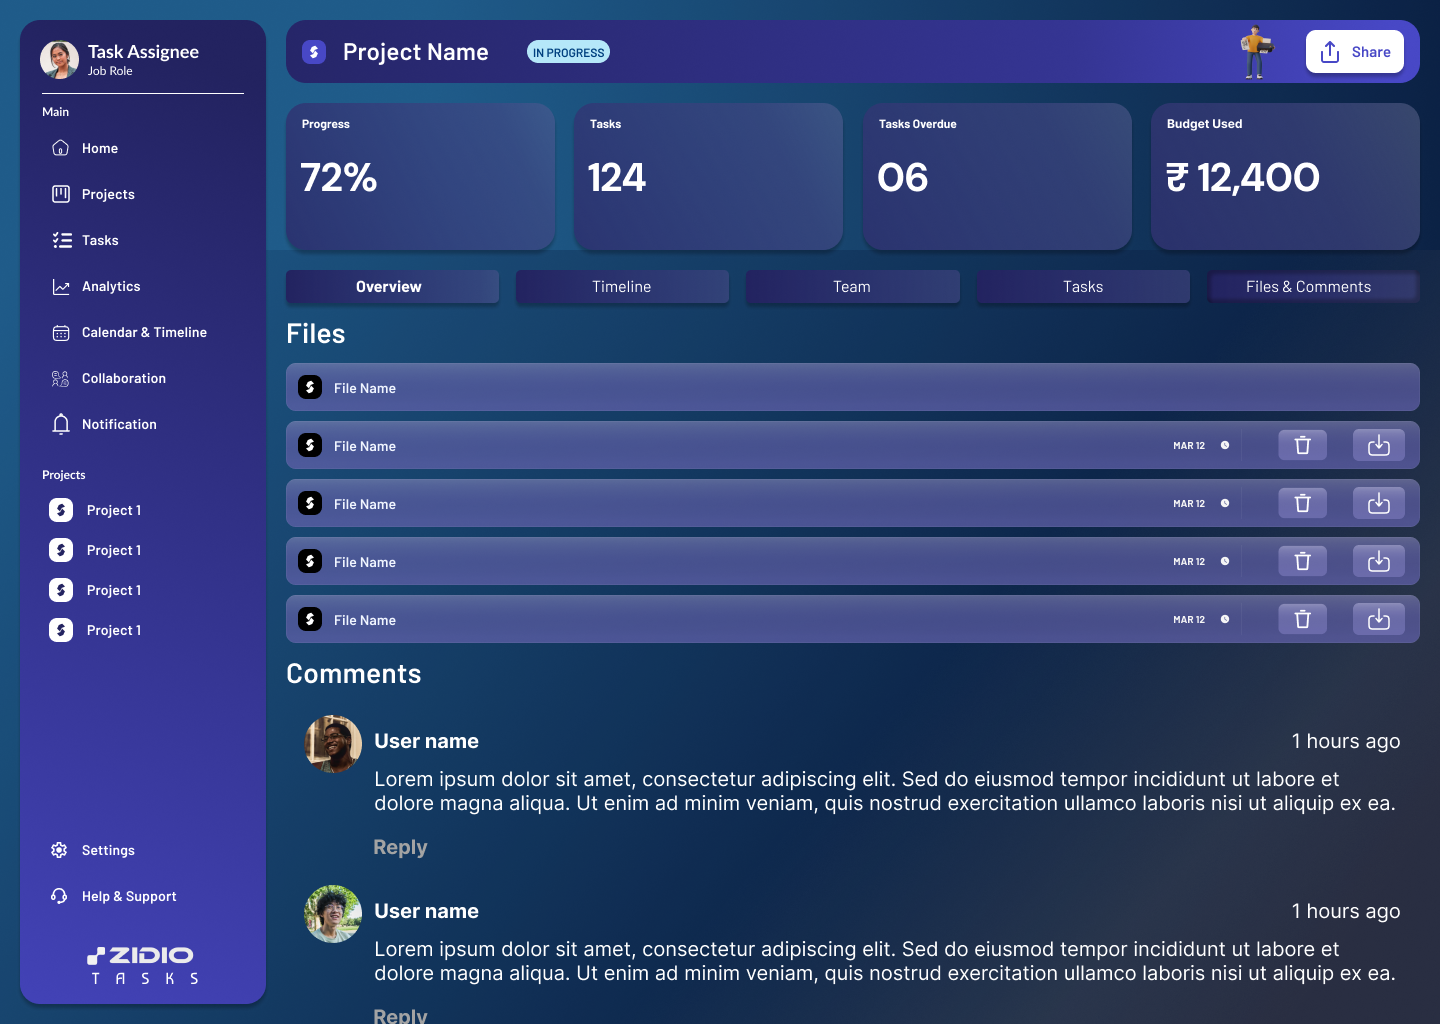 Task Assignee
Job Role
Main
Home
Projects
Tasks
Analytics
Calendar & Timeline
Collaboration
Notification
Projects
Project 1
Project 1
Project 1
Project 1
Settings
Help & Support
ZIDIO
TASKS
Project Name
IN PROGRESS
Share
Progress
72%
Tasks
124
Tasks Overdue
06
Budget Used
₹ 12,400
Overview
Timeline
Team
Tasks
Files & Comments
Files
File Name
File Name MAR 12
File Name MAR 12
File Name MAR 12
File Name MAR 12
Comments
User name 1 hours ago
Lorem ipsum dolor sit amet, consectetur adipiscing elit. Sed do eiusmod tempor incididunt ut labore et
dolore magna aliqua. Ut enim ad minim veniam, quis nostrud exercitation ullamco laboris nisi ut aliquip ex ea.
Reply
User name 1 hours ago
Lorem ipsum dolor sit amet, consectetur adipiscing elit. Sed do eiusmod tempor incididunt ut labore et
dolore magna aliqua. Ut enim ad minim veniam, quis nostrud exercitation ullamco laboris nisi ut aliquip ex ea.
Reply